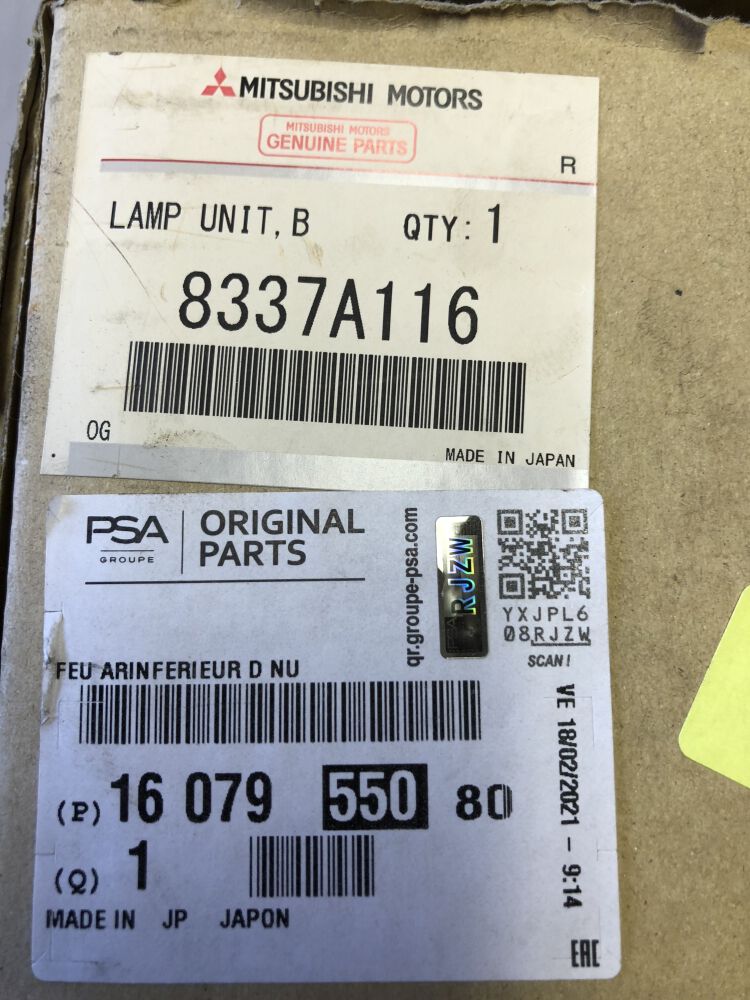 MITSUBISHI MOTORS
MITSUBISHI MOTORS
GENUINE PARTS
R
LAMP UNIT, B QTY: 1
8337A116
OG
MADE IN JAPAN
PSA
GROUPE
ORIGINAL
PARTS
qr.groupe-psa.com
RJZW
YXJPL6
08RJZW
SCAN!
FEU ARINFERIEUR D NU
VE 18/02/2021 - 9:14
(P) 16 079 550 80
(Q) 1
MADE IN JP JAPON
EAC